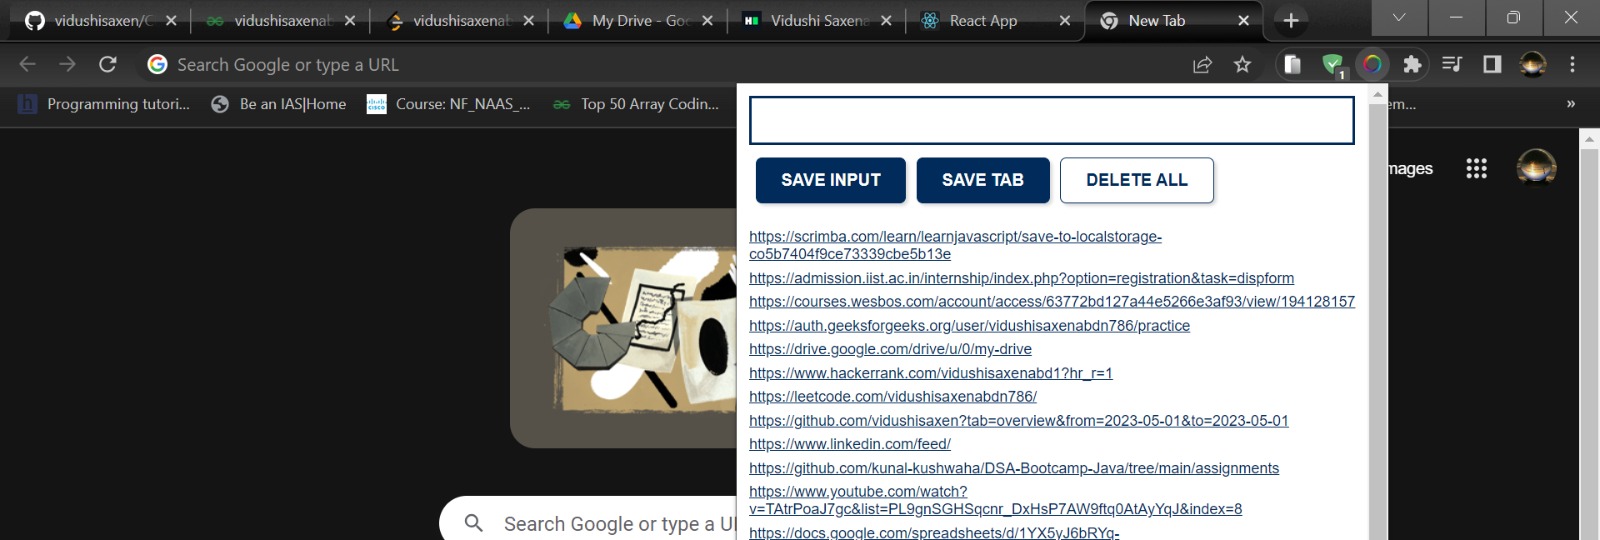 vidushisaxen/C
vidushisaxenab
vidushisaxenab
My Drive - Goo
Vidushi Saxena
React App
New Tab
Search Google or type a URL
1
Programming tutori...
Be an IAS|Home
Course: NF_NAAS_...
Top 50 Array Codin...
em...
»
SAVE INPUT
SAVE TAB
DELETE ALL
mages
https://scrimba.com/learn/learnjavascript/save-to-localstorage-
co5b7404f9ce73339cbe5b13e
https://admission.iist.ac.in/internship/index.php?option=registration&task=dispform
https://courses.wesbos.com/account/access/63772bd127a44e5266e3af93/view/194128157
https://auth.geeksforgeeks.org/user/vidushisaxenabdn786/practice
https://drive.google.com/drive/u/0/my-drive
https://www.hackerrank.com/vidushisaxenabd1?hr_r=1
https://leetcode.com/vidushisaxenabdn786/
https://github.com/vidushisaxen?tab=overview&from=2023-05-01&to=2023-05-01
https://www.linkedin.com/feed/
https://github.com/kunal-kushwaha/DSA-Bootcamp-Java/tree/main/assignments
https://www.youtube.com/watch?
v=TAtrPoaJ7gc&list=PL9gnSGHSqcnr_DxHsP7AW9ftq0AtAyYqJ&index=8
https://docs.google.com/spreadsheets/d/1YX5yJ6bRYq-
Search Google or type a U